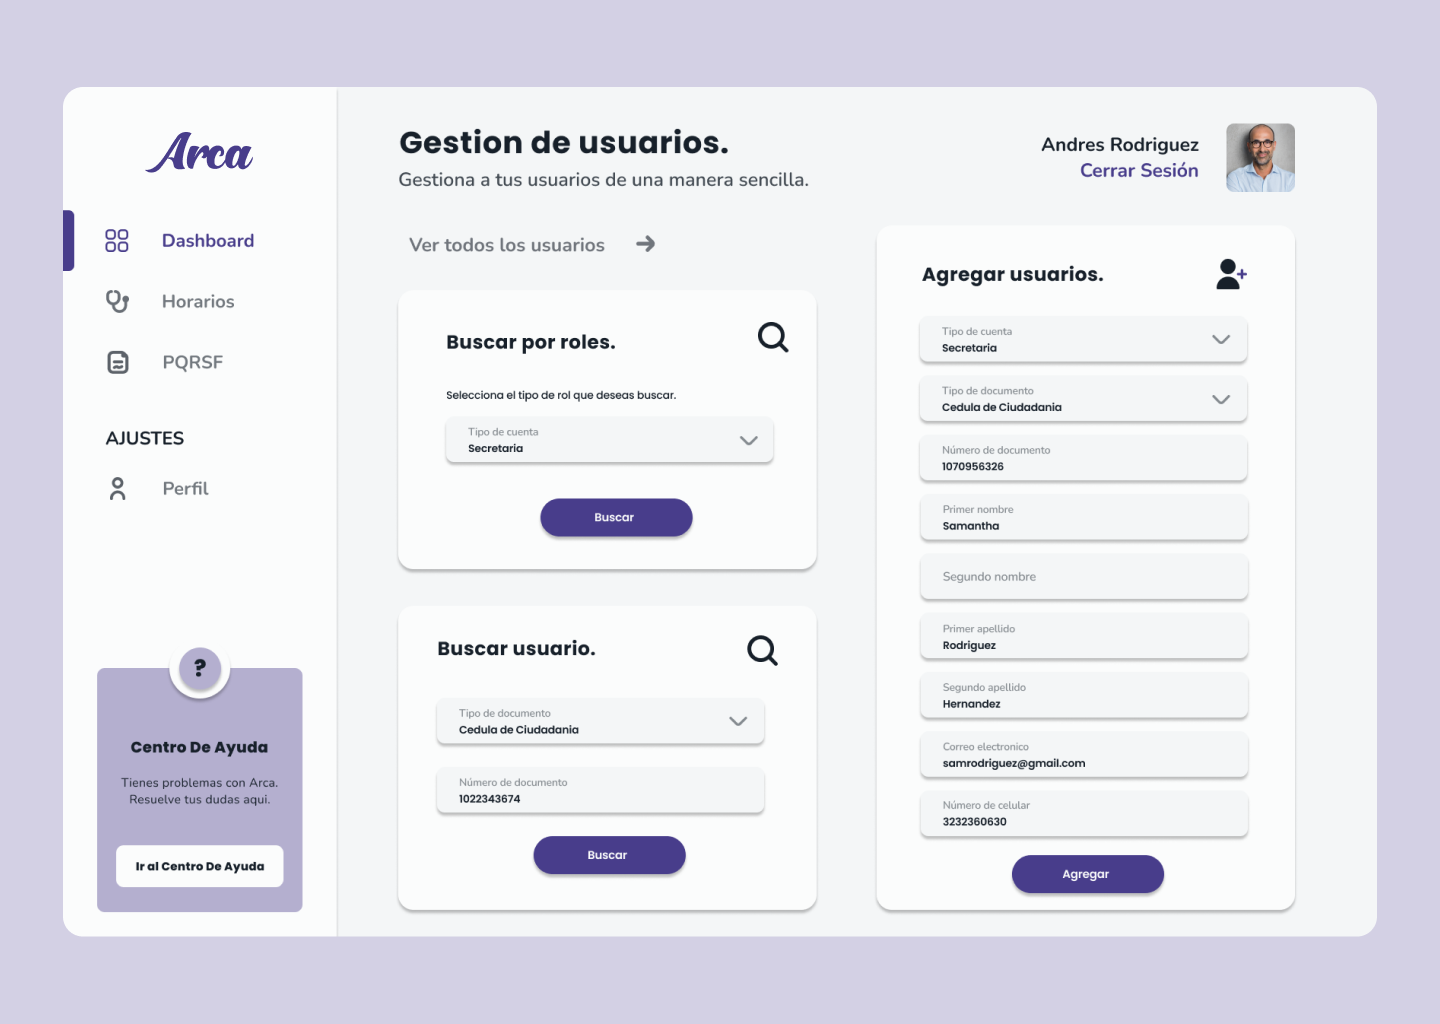 Arca
Dashboard
Horarios
PQRSF
AJUSTES
Perfil
?
Centro De Ayuda
Tienes problemas con Arca.
Resuelve tus dudas aqui.
Ir al Centro De Ayuda
Gestion de usuarios.
Gestiona a tus usuarios de una manera sencilla.
Andres Rodriguez
Cerrar Sesión
Ver todos los usuarios
Buscar por roles.
Selecciona el tipo de rol que deseas buscar.
Tipo de cuenta
Secretaria
Buscar
Buscar usuario.
Tipo de documento
Cedula de Ciudadania
Número de documento
1022343674
Buscar
Agregar usuarios.
Tipo de cuenta
Secretaria
Tipo de documento
Cedula de Ciudadania
Número de documento
1070956326
Primer nombre
Samantha
Segundo nombre
Primer apellido
Rodriguez
Segundo apellido
Hernandez
Correo electronico
samrodriguez@gmail.com
Número de celular
3232360630
Agregar